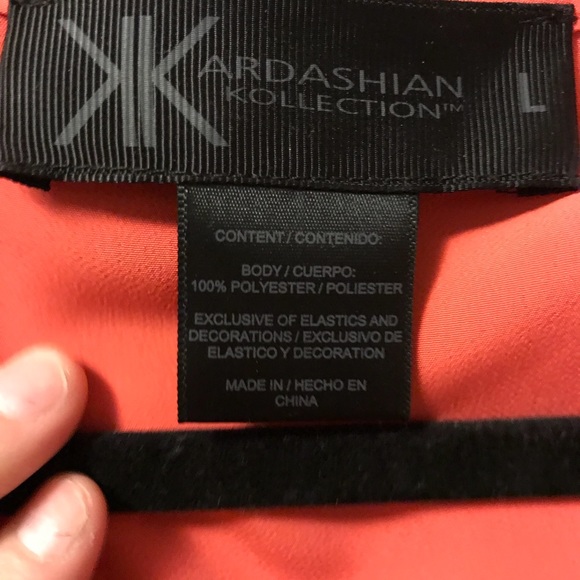 KARDASHIAN
KOLLECTION™
L
CONTENT / CONTENIDO:
BODY / CUERPO:
100% POLYESTER / POLIESTER
EXCLUSIVE OF ELASTICS AND
DECORATIONS / EXCLUSIVO DE
ELASTICO Y DECORATION
MADE IN / HECHO EN
CHINA